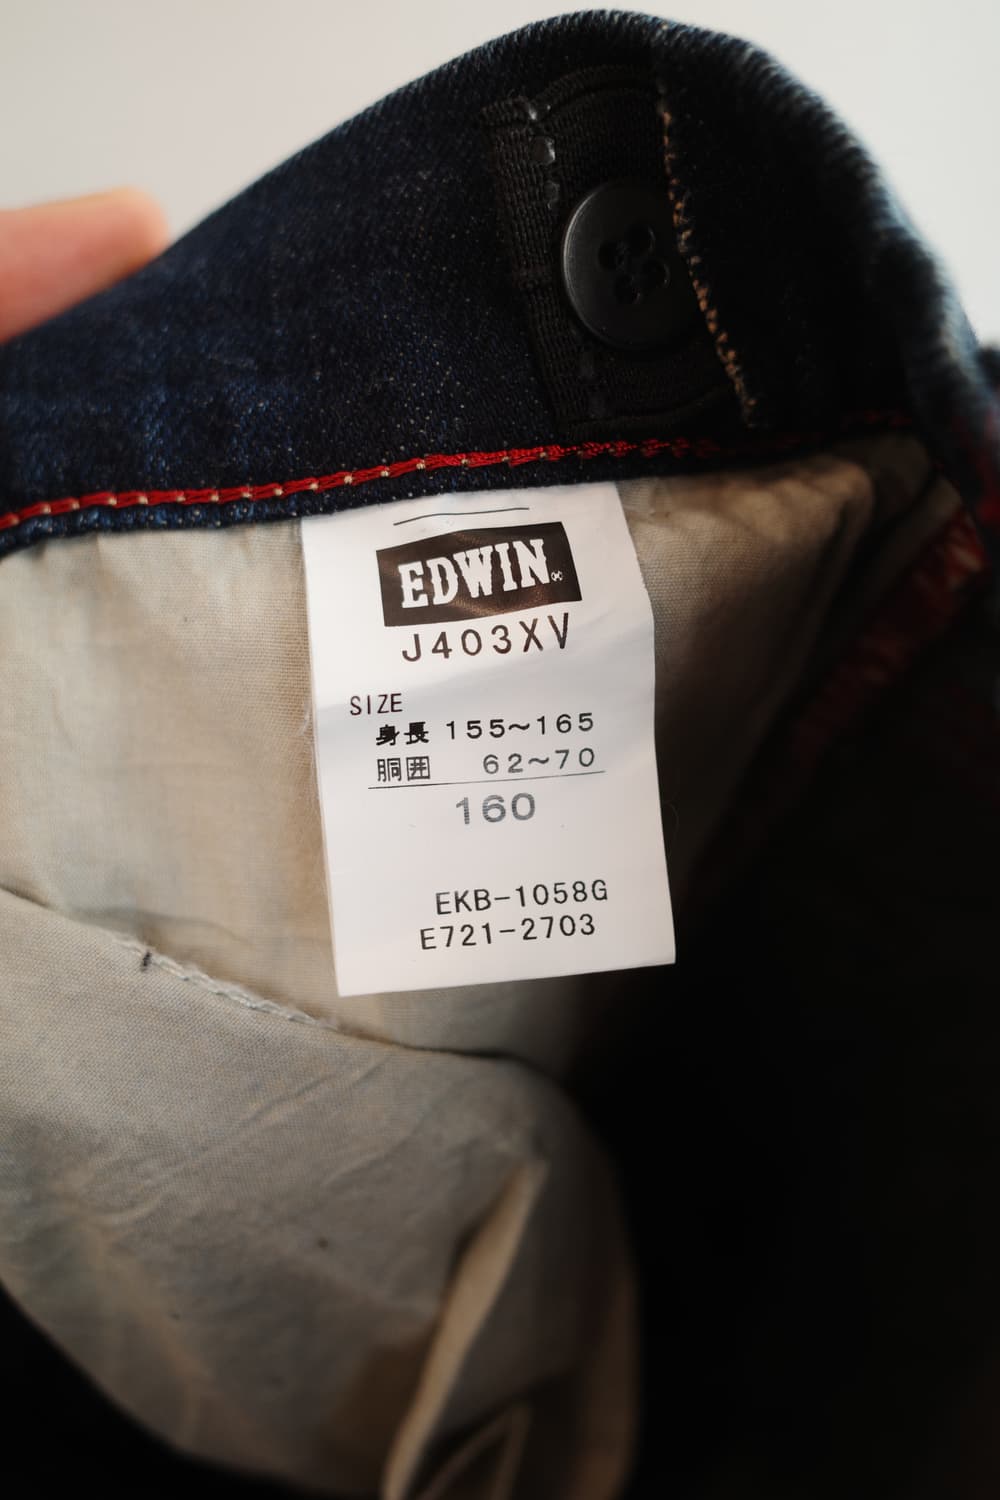 EDWIN
J403XV
SIZE
身長 155～165
胴囲 62～70
160
EKB-1058G
E721-2703